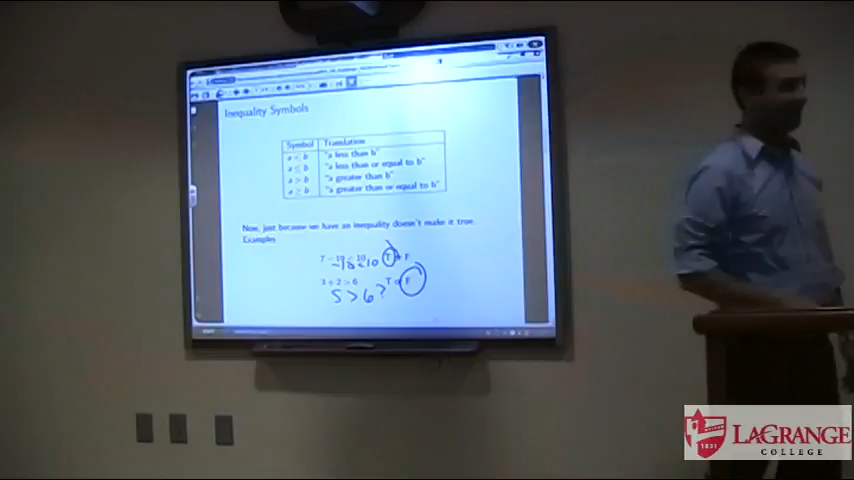 Inequality Symbols
Symbol Translation
a < b "a less than b"
a ≤ b "a less than or equal to b"
a > b "a greater than b"
a ≥ b "a greater than or equal to b"
Now, just because we have an inequality doesn't make it true.
Examples
7 - 19 < 10 T F
<10
3 + 2 > 6 T or F
5 > 6?
1831
LAGRANGE
COLLEGE